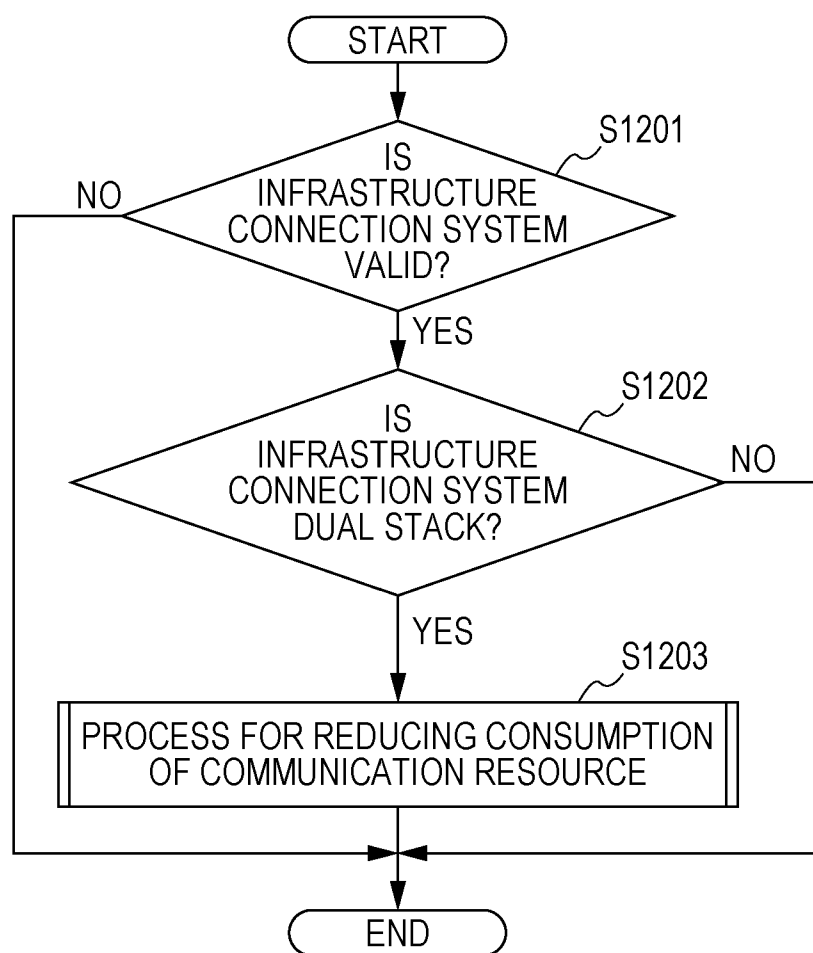 START
S1201
IS
INFRASTRUCTURE
CONNECTION SYSTEM
VALID?
NO
YES
S1202
IS
INFRASTRUCTURE
CONNECTION SYSTEM
DUAL STACK?
NO
YES
S1203
PROCESS FOR REDUCING CONSUMPTION
OF COMMUNICATION RESOURCE
END